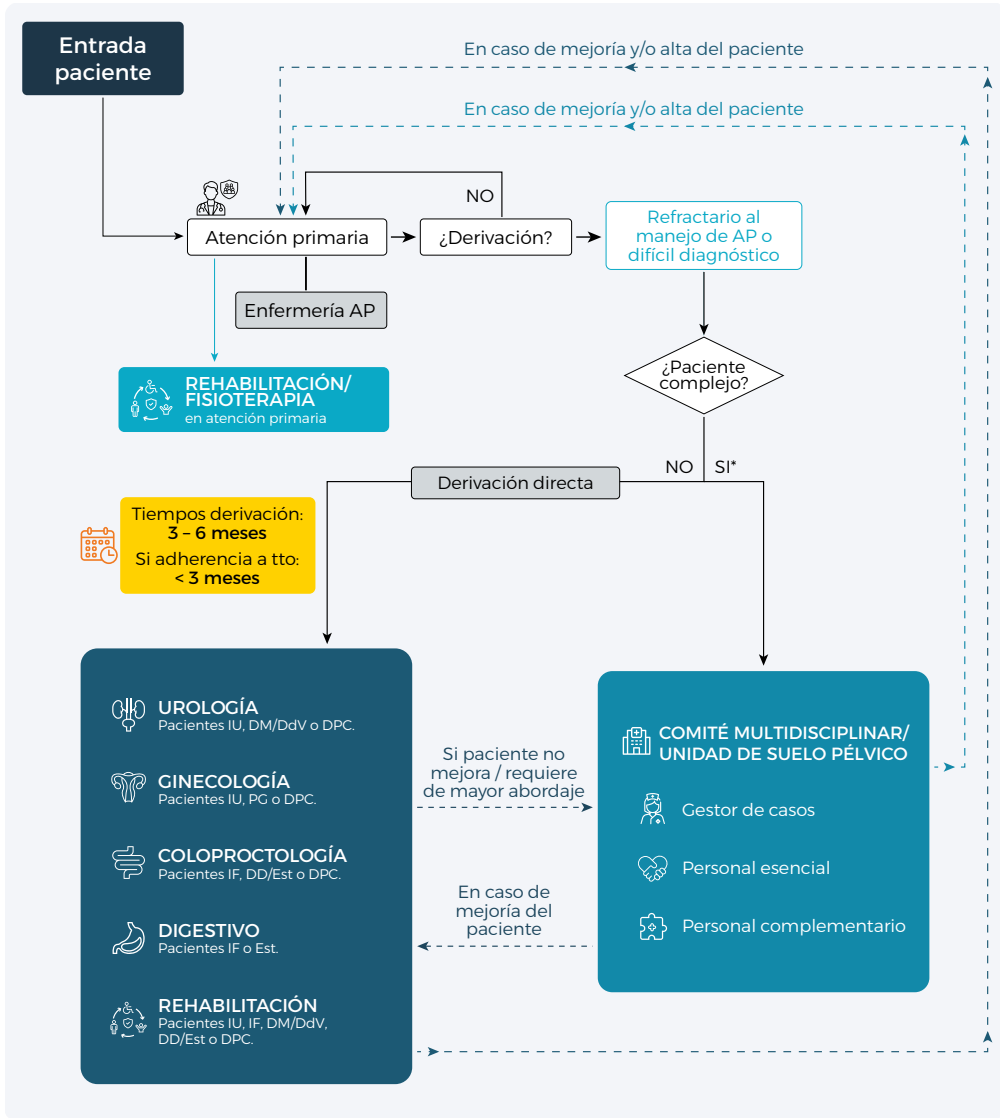 Entrada
paciente
En caso de mejoría y/o alta del paciente
En caso de mejoría y/o alta del paciente
NO
Atención primaria
¿Derivación?
Refractario al
manejo de AP o
difícil diagnóstico
Enfermería AP
¿Paciente
complejo?
REHABILITACIÓN/
FISIOTERAPIA
en atención primaria
NO
SI*
Derivación directa
Tiempos derivación:
3 – 6 meses
Si adherencia a tto:
< 3 meses
UROLOGÍA
Pacientes IU, DM/DdV o DPC.
GINECOLOGÍA
Pacientes IU, PG o DPC.
COLOPROCTOLOGÍA
Pacientes IF, DD/Est o DPC.
DIGESTIVO
Pacientes IF o Est.
REHABILITACIÓN
Pacientes IU, IF, DM/DdV,
DD/Est o DPC.
Si paciente no
mejora / requiere
de mayor abordaje
En caso de
mejoría del
paciente
COMITÉ MULTIDISCIPLINAR/
UNIDAD DE SUELO PÉLVICO
Gestor de casos
Personal esencial
Personal complementario